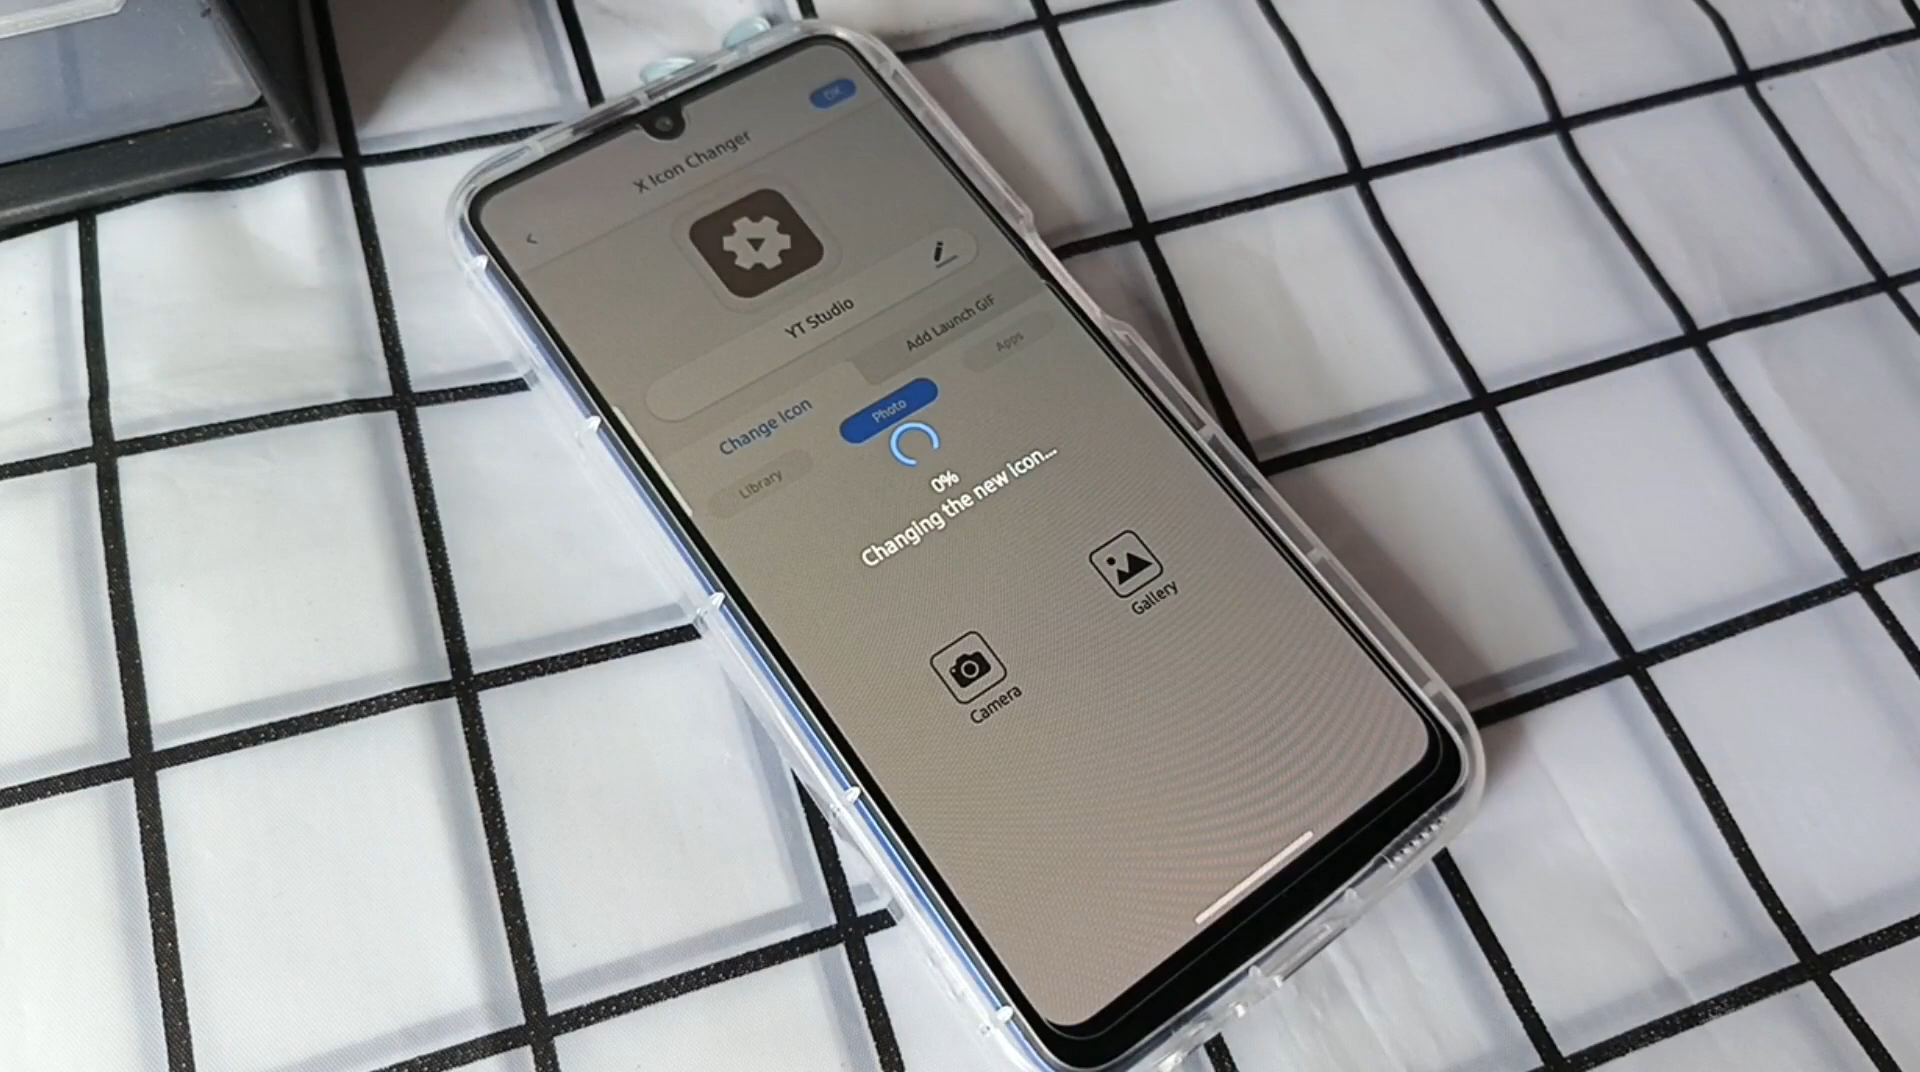 OK
X Icon Changer
YT Studio
Change Icon
Add Launch GIF
Library
Photo
Apps
0%
Changing the new icon...
Camera
Gallery